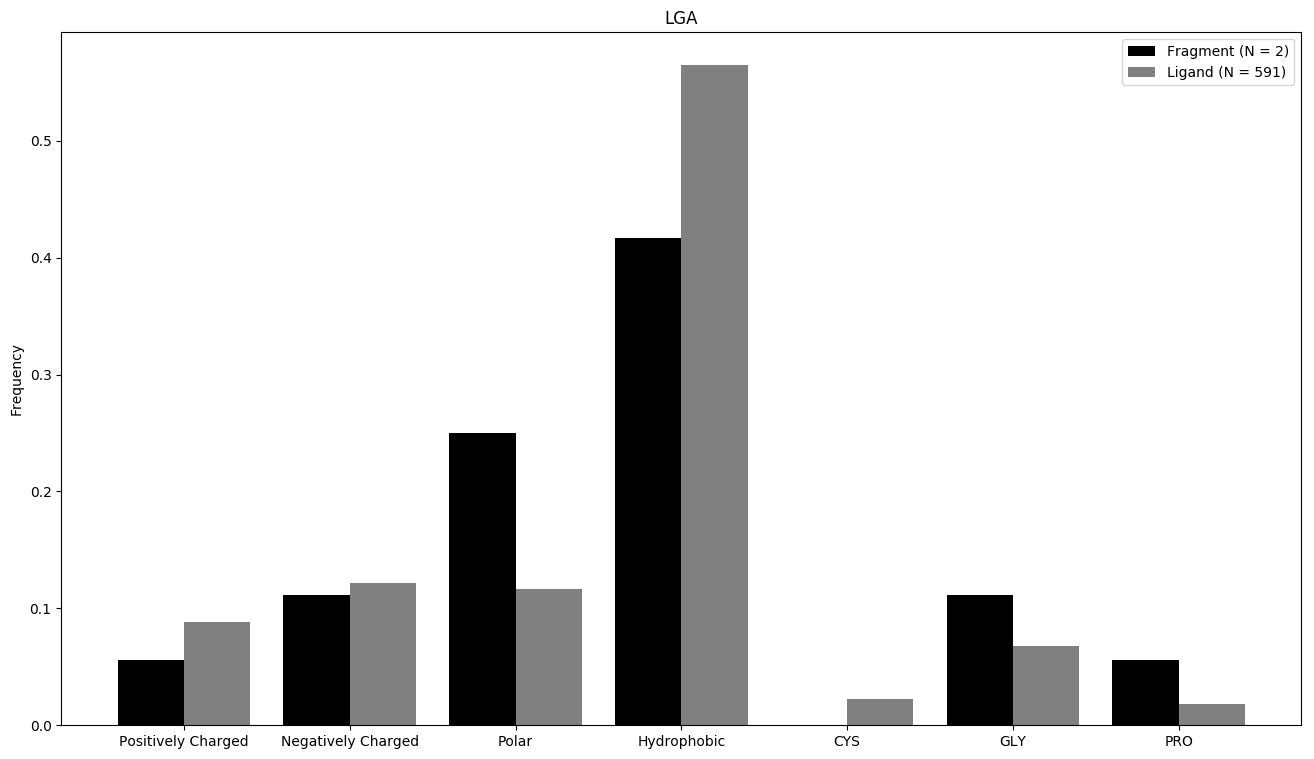 LGA
Fragment (N = 2)
Ligand (N = 591)
Frequency
0.5
0.4
0.3
0.2
0.1
0.0
Positively Charged Negatively Charged Polar Hydrophobic CYS GLY PRO